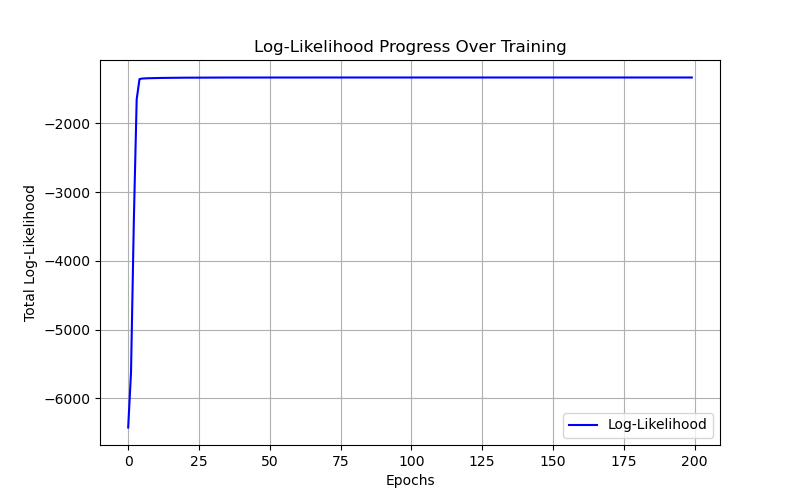 Log-Likelihood Progress Over Training
Total Log-Likelihood
−2000
−3000
−4000
−5000
−6000
0 25 50 75 100 125 150 175 200
Epochs
Log-Likelihood